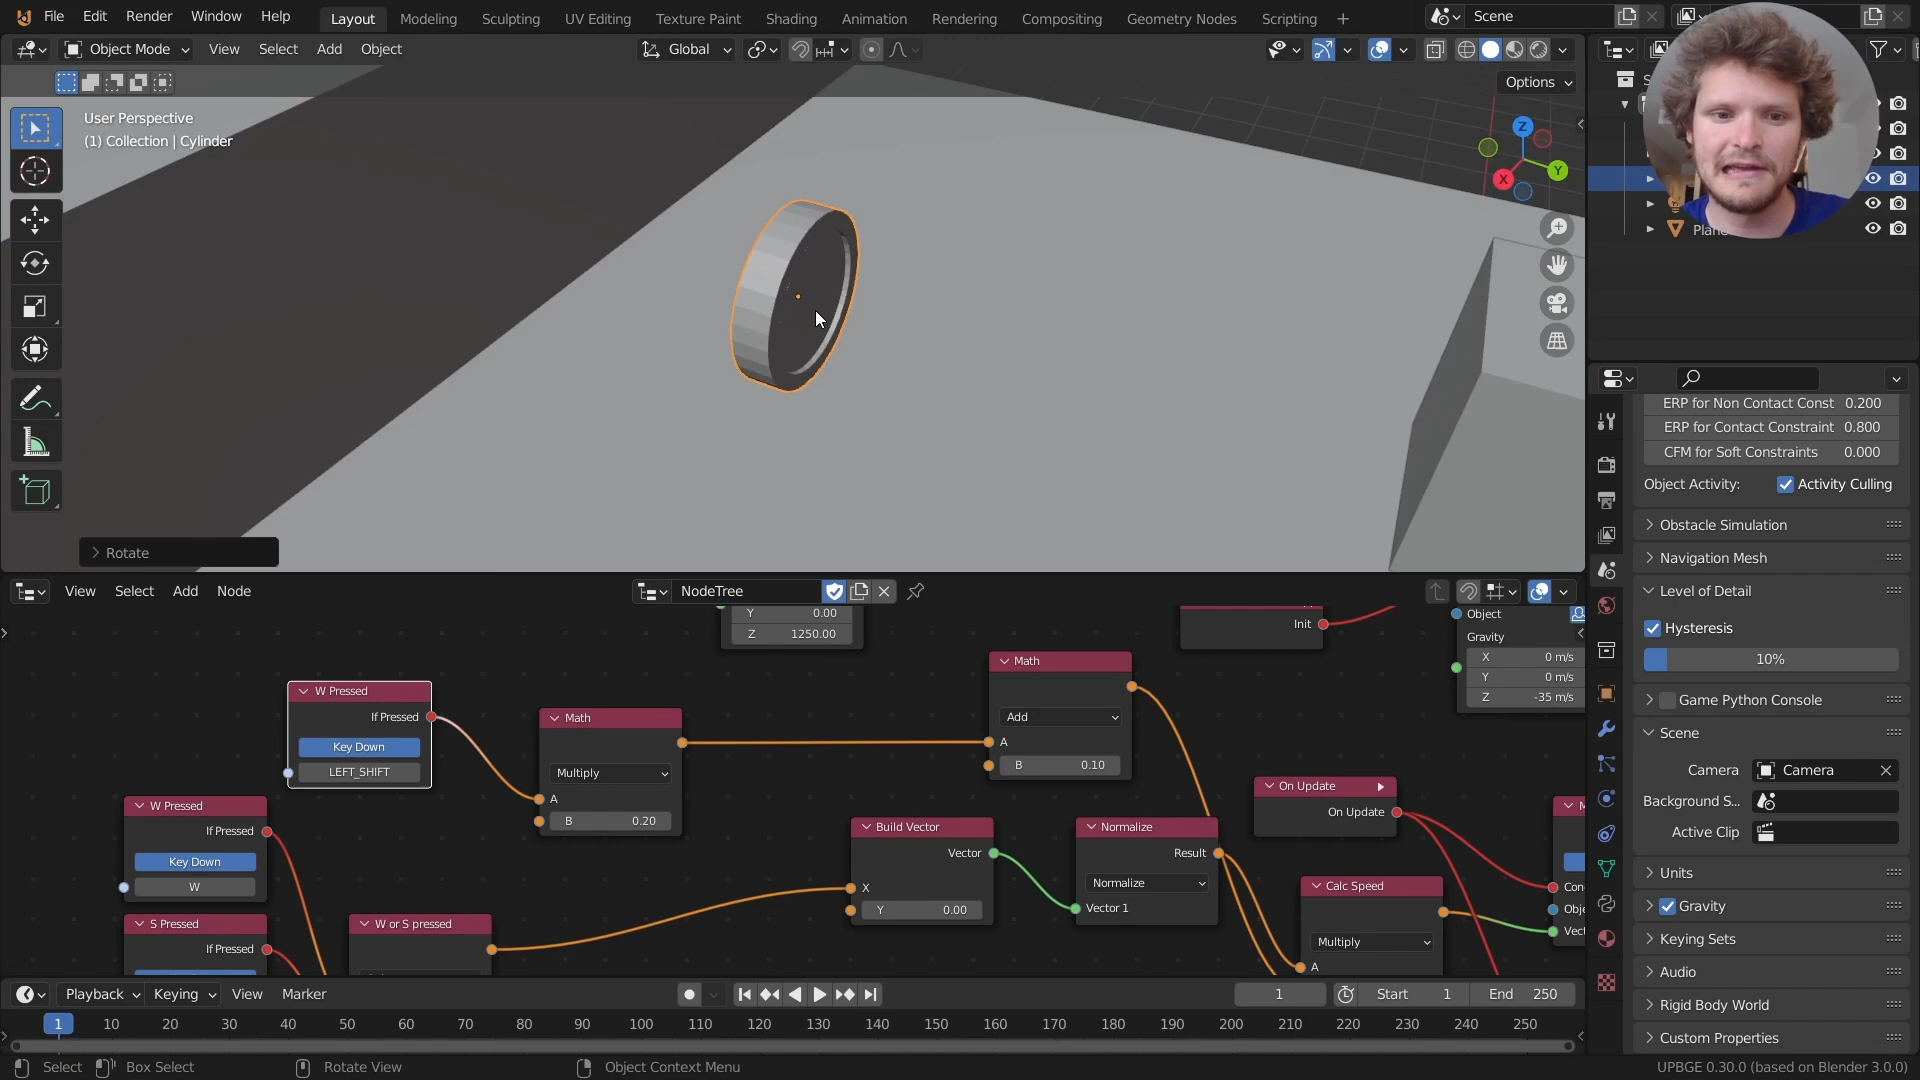 File Edit Render Window Help Layout Modeling Sculpting UV Editing Texture Paint Shading Animation Rendering Compositing Geometry Nodes Scripting + Scene
Object Mode View Select Add Object Global
Options
User Perspective
(1) Collection | Cylinder
Z
Y
X
Rotate
View Select Add Node NodeTree
Y 0.00
Z 1250.00
Init
Object
Gravity
X 0 m/s
Y 0 m/s
Z -35 m/s
W Pressed
If Pressed
Key Down
LEFT_SHIFT
Math
Multiply
A
B 0.20
Math
Add
A
B 0.10
W Pressed
If Pressed
Key Down
W
S Pressed
If Pressed
W or S pressed
Build Vector
Vector
X
Y 0.00
Normalize
Result
Normalize
Vector 1
On Update
On Update
Calc Speed
Multiply
A
Playback Keying View Marker 1 Start 1 End 250
1 10 20 30 40 50 60 70 80 90 100 110 120 130 140 150 160 170 180 190 200 210 220 230 240 250
Select Box Select Rotate View Object Context Menu UPBGE 0.30.0 (based on Blender 3.0.0)
ERP for Non Contact Const 0.200
ERP for Contact Constraint 0.800
CFM for Soft Constraints 0.000
Object Activity: Activity Culling
Obstacle Simulation
Navigation Mesh
Level of Detail
Hysteresis
10%
Game Python Console
Scene
Camera Camera
Background S...
Active Clip
Units
Gravity
Keying Sets
Audio
Rigid Body World
Custom Properties